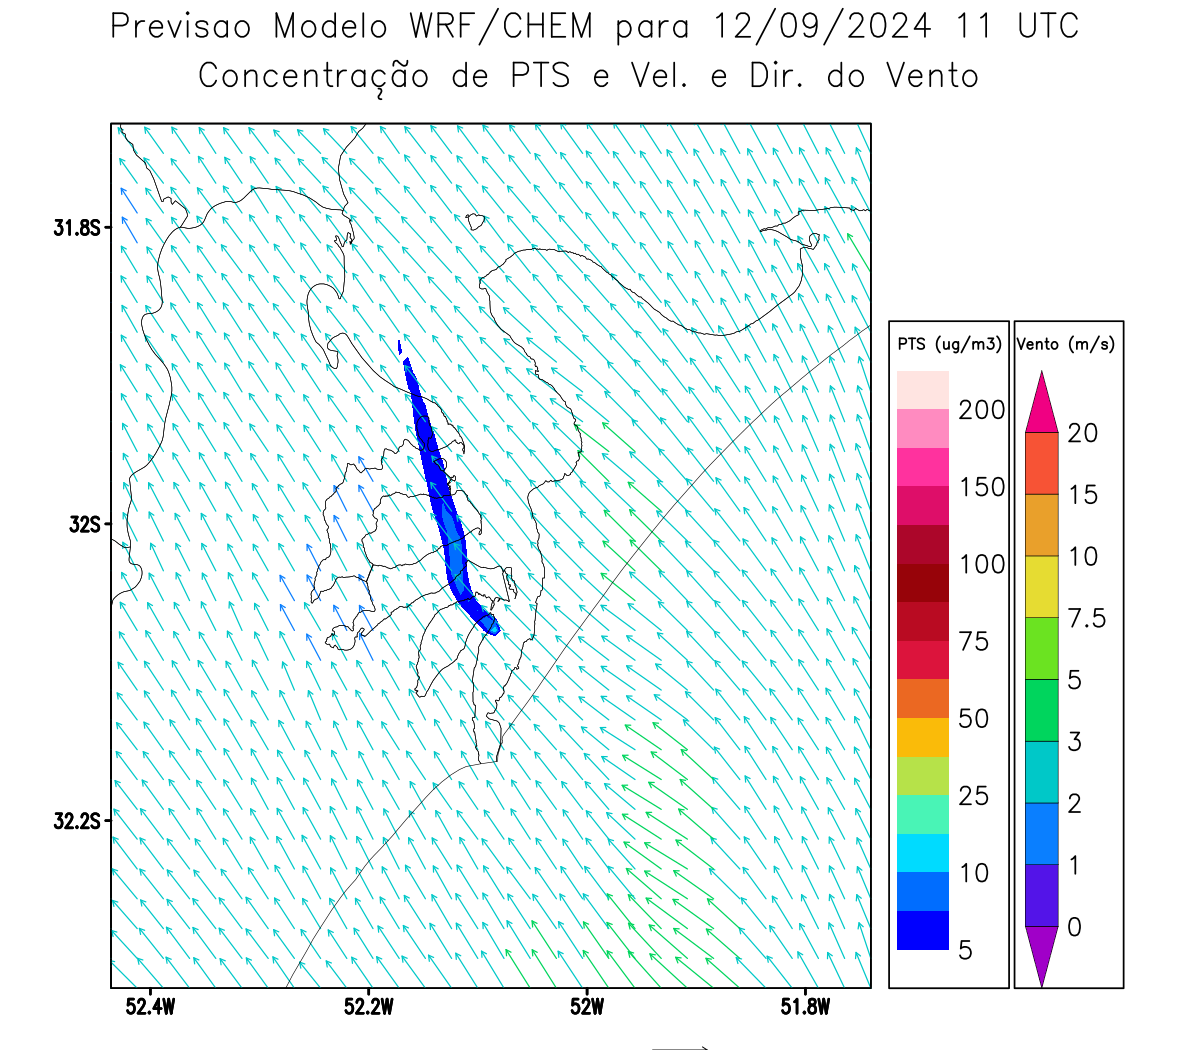 Previsao Modelo WRF/CHEM para 12/09/2024 11 UTC
Concentração de PTS e Vel. e Dir. do Vento
31.8S
32S
32.2S
52.4W 52.2W 52W 51.8W
PTS (ug/m3)
200
150
100
75
50
25
10
5
Vento (m/s)
20
15
10
7.5
5
3
2
1
0